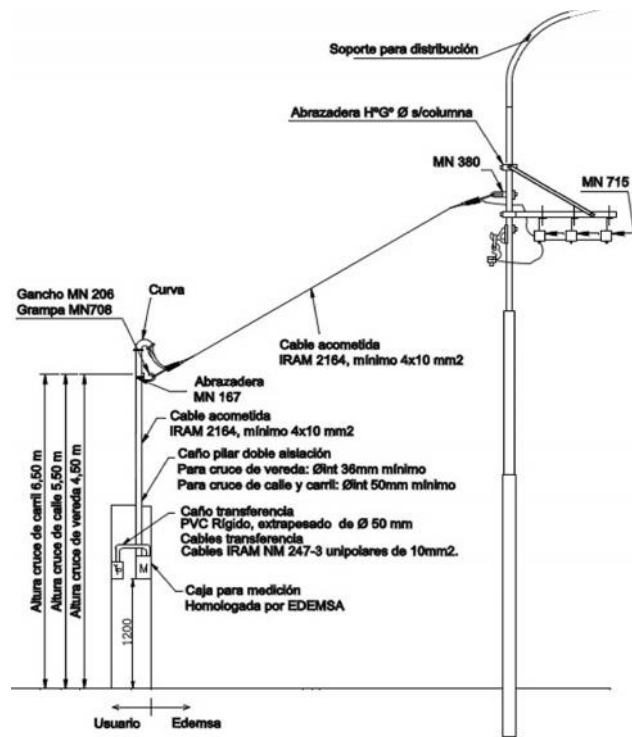 Soporte para distribución
Abrazadera HºGº Ø s/columna
MN 380
MN 715
Gancho MN 206
Grampa MN708
Curva
Cable acometida
IRAM 2164, mínimo 4x10 mm2
Abrazadera
MN 167
Cable acometida
IRAM 2164, mínimo 4x10 mm2
Caño pilar doble aislación
Para cruce de vereda: Øint 36mm mínimo
Para cruce de calle y carril: Øint 50mm mínimo
Caño transferencia
PVC Rígido, extrapesado de Ø 50 mm
Cables transferencia
Cables IRAM NM 247-3 unipolares de 10mm2.
Altura cruce de carril 6,50 m
Altura cruce de calle 5,50 m
Altura cruce de vereda 4,50 m
M
Caja para medición
Homologada por EDEMSA
1200
Usuario
Edemsa